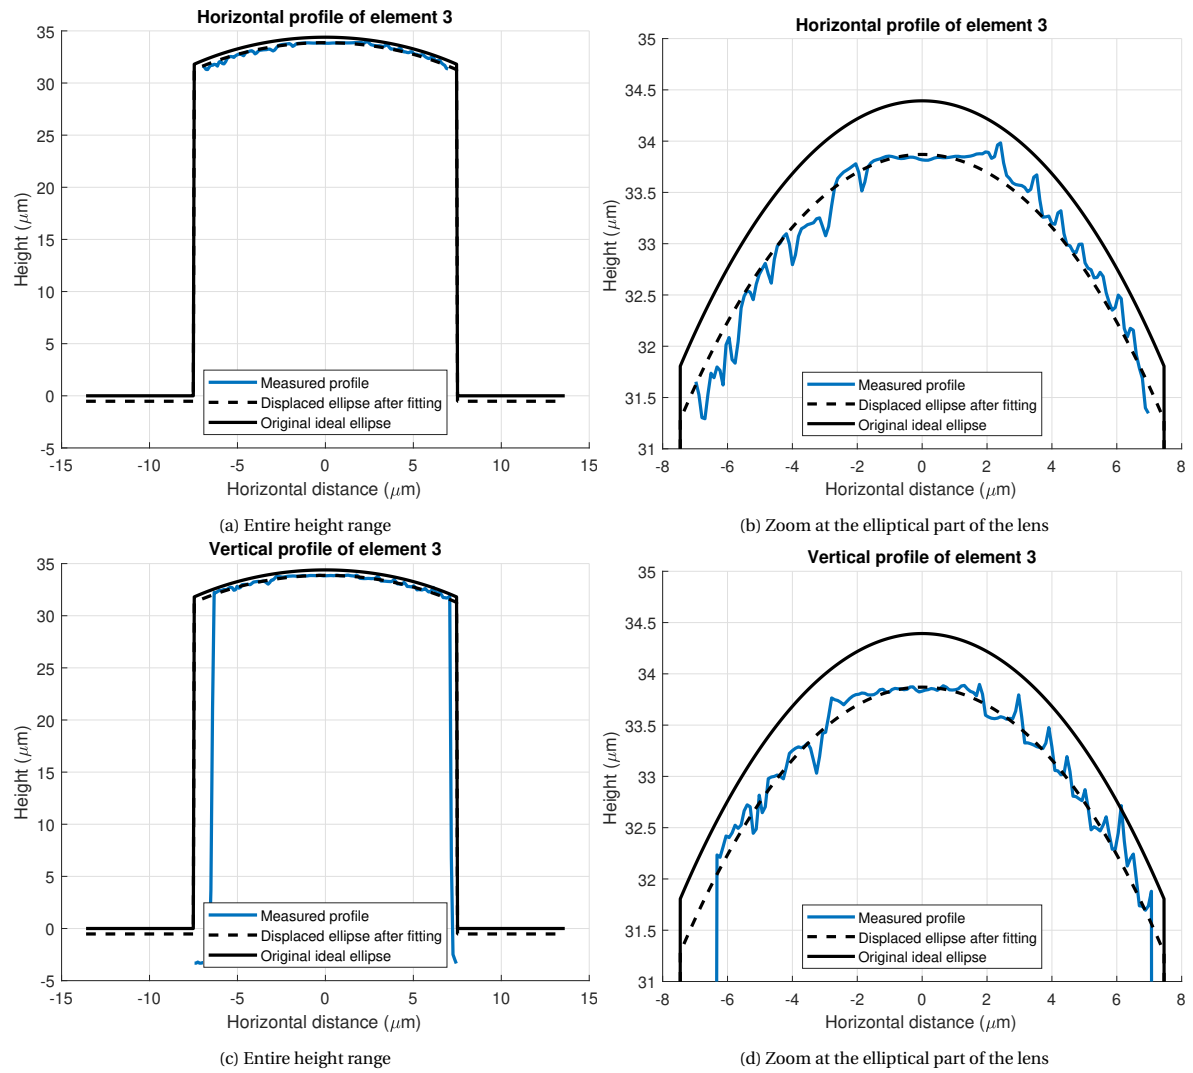 Horizontal profile of element 3
35
30
25
20
15
10
5
0
-5
-15
-10
-5
0
5
10
15
Height (μm)
Horizontal distance (μm)
Measured profile
Displaced ellipse after fitting
Original ideal ellipse
(a) Entire height range
Horizontal profile of element 3
35
34.5
34
33.5
33
32.5
32
31.5
31
-8
-6
-4
-2
0
2
4
6
8
Height (μm)
Horizontal distance (μm)
Measured profile
Displaced ellipse after fitting
Original ideal ellipse
(b) Zoom at the elliptical part of the lens
Vertical profile of element 3
35
30
25
20
15
10
5
0
-5
-15
-10
-5
0
5
10
15
Height (μm)
Horizontal distance (μm)
Measured profile
Displaced ellipse after fitting
Original ideal ellipse
(c) Entire height range
Vertical profile of element 3
35
34.5
34
33.5
33
32.5
32
31.5
31
-8
-6
-4
-2
0
2
4
6
8
Height (μm)
Horizontal distance (μm)
Measured profile
Displaced ellipse after fitting
Original ideal ellipse
(d) Zoom at the elliptical part of the lens